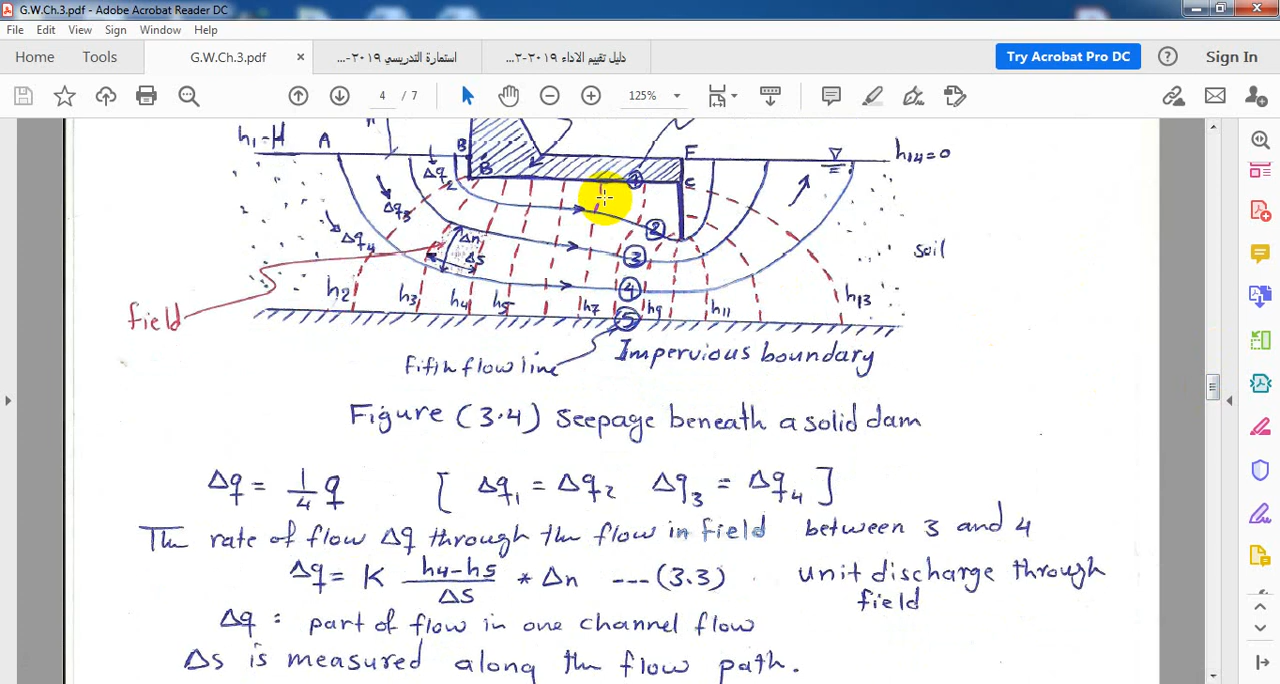 G.W.Ch.3.pdf - Adobe Acrobat Reader DC
File Edit View Sign Window Help
Home Tools G.W.Ch.3.pdf × استمارة التدريسي ٢٠١٩-... دليل تقييم الاداء ٢٠١٩-٢... Try Acrobat Pro DC ? Sign In
4 / 7 125%
h1=H A B F h14=0
B C
Δq2
Δq3
Δq4
1
2
3
4
5
Δn
Δs
soil
h2 h3 h4 h5 h7 h9 h11 h13
field
Fifth flow line Impervious boundary
Figure (3.4) Seepage beneath a solid dam
Δq = 1/4 q [ Δq1 = Δq2 Δq3 = Δq4 ]
The rate of flow Δq through the flow in field between 3 and 4
Δq = K (h4-h5)/ΔS * Δn ---(3.3) unit discharge through
field
Δq : part of flow in one channel flow
Δs is measured along the flow path.